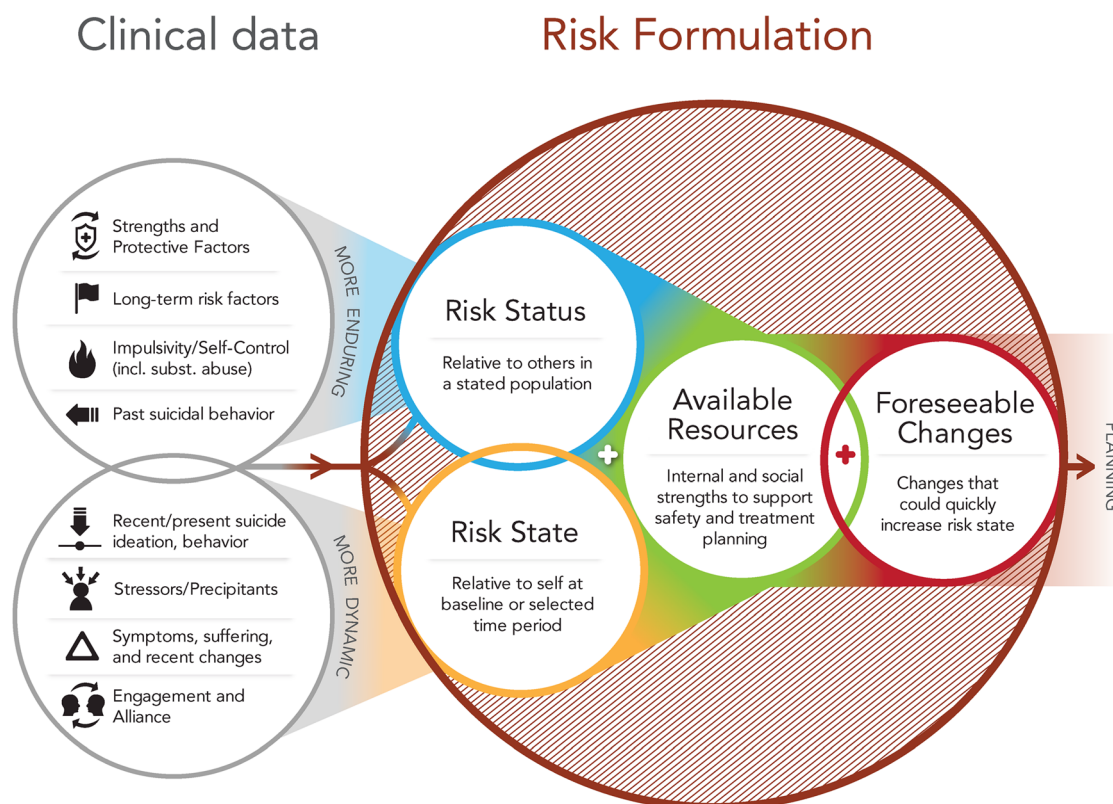 Clinical data
Risk Formulation
Strengths and
Protective Factors
Long-term risk factors
Impulsivity/Self-Control
(incl. subst. abuse)
Past suicidal behavior
MORE ENDURING
Recent/present suicide
ideation, behavior
Stressors/Precipitants
Symptoms, suffering,
and recent changes
Engagement and
Alliance
MORE DYNAMIC
Risk Status
Relative to others in
a stated population
Risk State
Relative to self at
baseline or selected
time period
+
Available
Resources
Internal and social
strengths to support
safety and treatment
planning
+
Foreseeable
Changes
Changes that
could quickly
increase risk state
PLANNING